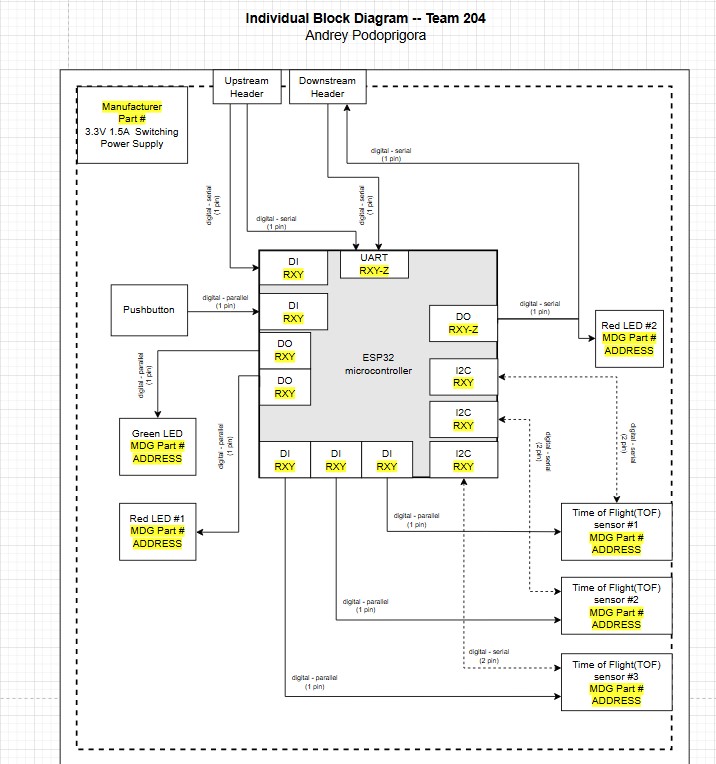 Individual Block Diagram -- Team 204
Andrey Podoprigora
Upstream
Header
Downstream
Header
Manufacturer
Part #
3.3V 1.5A Switching
Power Supply
digital - serial
(1 pin)
digital - serial
(1 pin)
digital - serial
(1 pin)
digital - serial
(1 pin)
DI
RXY
UART
RXY-Z
Pushbutton
digital - parallel
(1 pin)
DI
RXY
DO
RXY-Z
digital - serial
(1 pin)
Red LED #2
MDG Part #
ADDRESS
DO
RXY
ESP32
microcontroller
DO
RXY
I2C
RXY
digital - parallel
(1 pin)
I2C
RXY
Green LED
MDG Part #
ADDRESS
digital - parallel
(1 pin)
DI
RXY
DI
RXY
DI
RXY
I2C
RXY
digital - serial
(2 pin)
digital - serial
(2 pin)
Red LED #1
MDG Part #
ADDRESS
digital - parallel
(1 pin)
Time of Flight(TOF)
sensor #1
MDG Part #
ADDRESS
digital - parallel
(1 pin)
Time of Flight(TOF)
sensor #2
MDG Part #
ADDRESS
digital - serial
(2 pin)
digital - parallel
(1 pin)
Time of Flight(TOF)
sensor #3
MDG Part #
ADDRESS